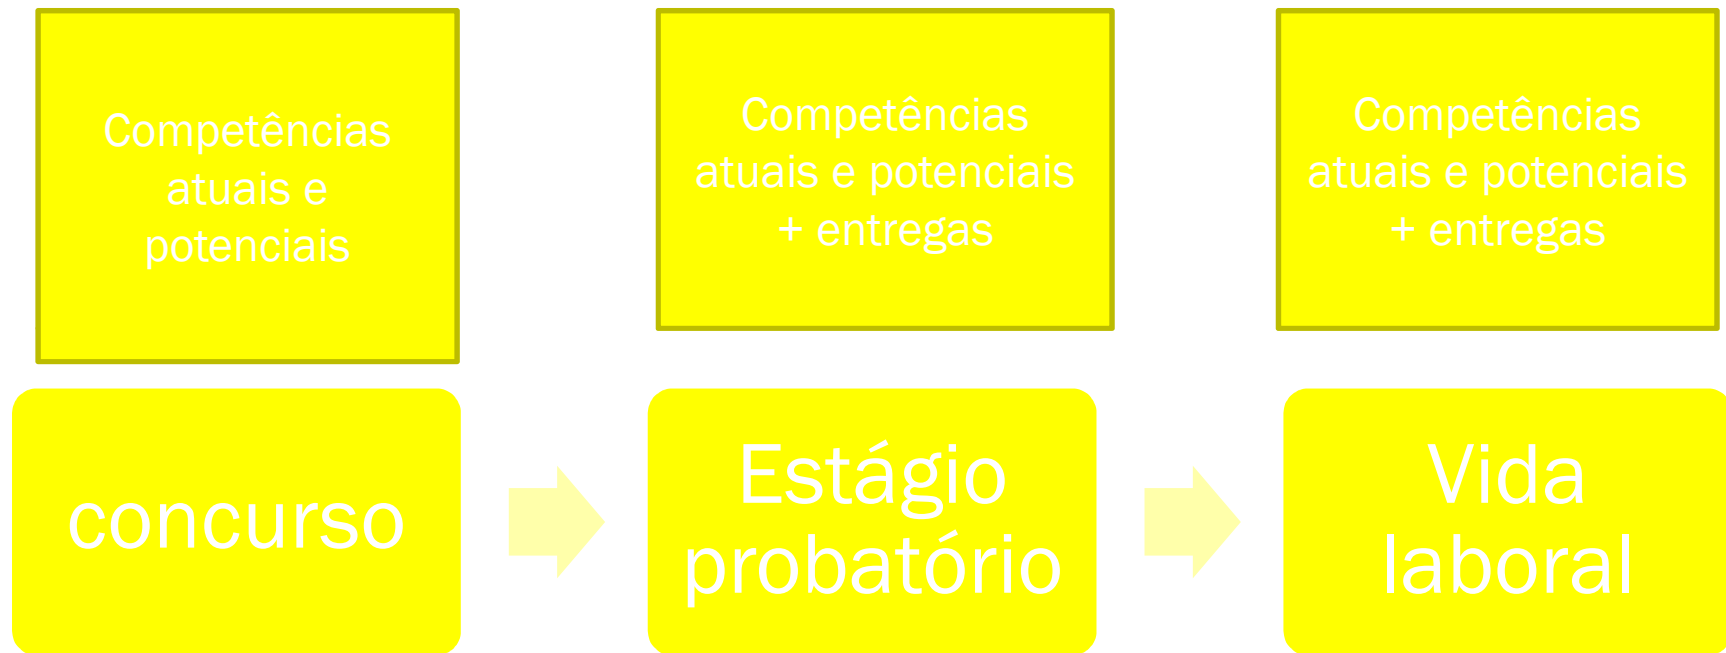 Competências
atuais e
potenciais
Competências
atuais e potenciais
+ entregas
Competências
atuais e potenciais
+ entregas
concurso
Estágio
probatório
Vida
laboral